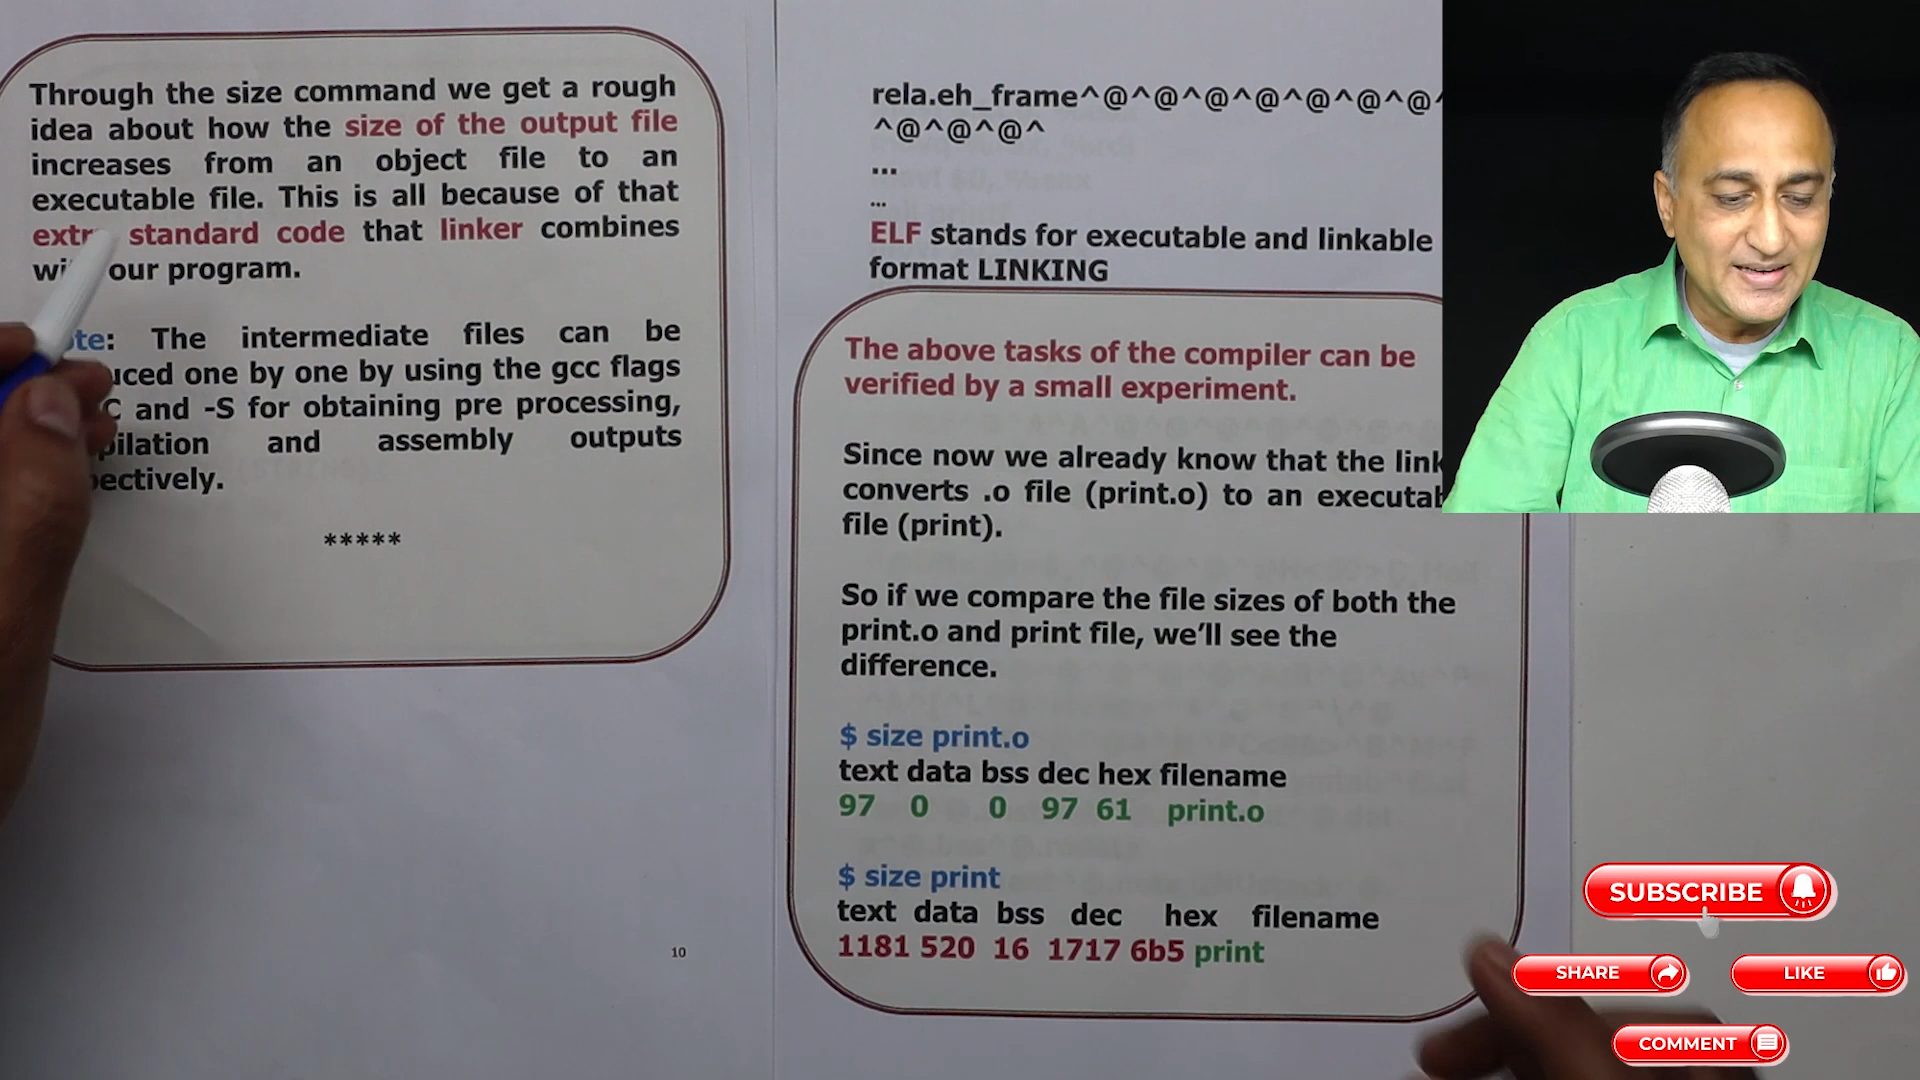 Through the size command we get a rough
idea about how the size of the output file
increases from an object file to an
executable file. This is all because of that
standard code that linker combines
our program.
The intermediate files can be
one by one by using the gcc flags
C and -S for obtaining pre processing,
and assembly outputs
*****
10
rela.eh_frame^@^@^@^@^@^@^@^
^@^@^@^
...
...
ELF stands for executable and linkable
format LINKING
The above tasks of the compiler can be
verified by a small experiment.
Since now we already know that the link
converts .o file (print.o) to an executab
file (print).
So if we compare the file sizes of both the
print.o and print file, we'll see the
difference.
$ size print.o
text data bss dec hex filename
97 0 0 97 61 print.o
$ size print
text data bss dec hex filename
1181 520 16 1717 6b5 print
SUBSCRIBE
SHARE
LIKE
COMMENT